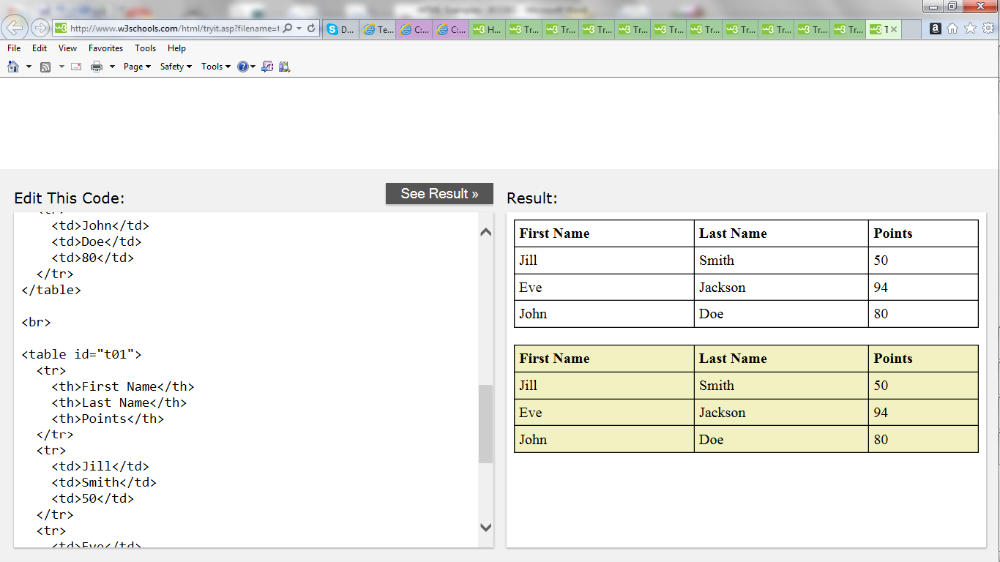 http://www.w3schools.com/html/tryit.asp?filename=t
D... Te... C:... C:... H... Tr... Tr... Tr... Tr... Tr... Tr... Tr... Tr... Tr... Tr... T
File Edit View Favorites Tools Help
Page Safety Tools
Edit This Code:
See Result »
Result:
<td>John</td>
<td>Doe</td>
<td>80</td>
</tr>
</table>
<br>
<table id="t01">
<tr>
<th>First Name</th>
<th>Last Name</th>
<th>Points</th>
</tr>
<tr>
<td>Jill</td>
<td>Smith</td>
<td>50</td>
</tr>
<tr>
<td>Eve</td>
First Name Last Name Points
Jill Smith 50
Eve Jackson 94
John Doe 80
First Name Last Name Points
Jill Smith 50
Eve Jackson 94
John Doe 80